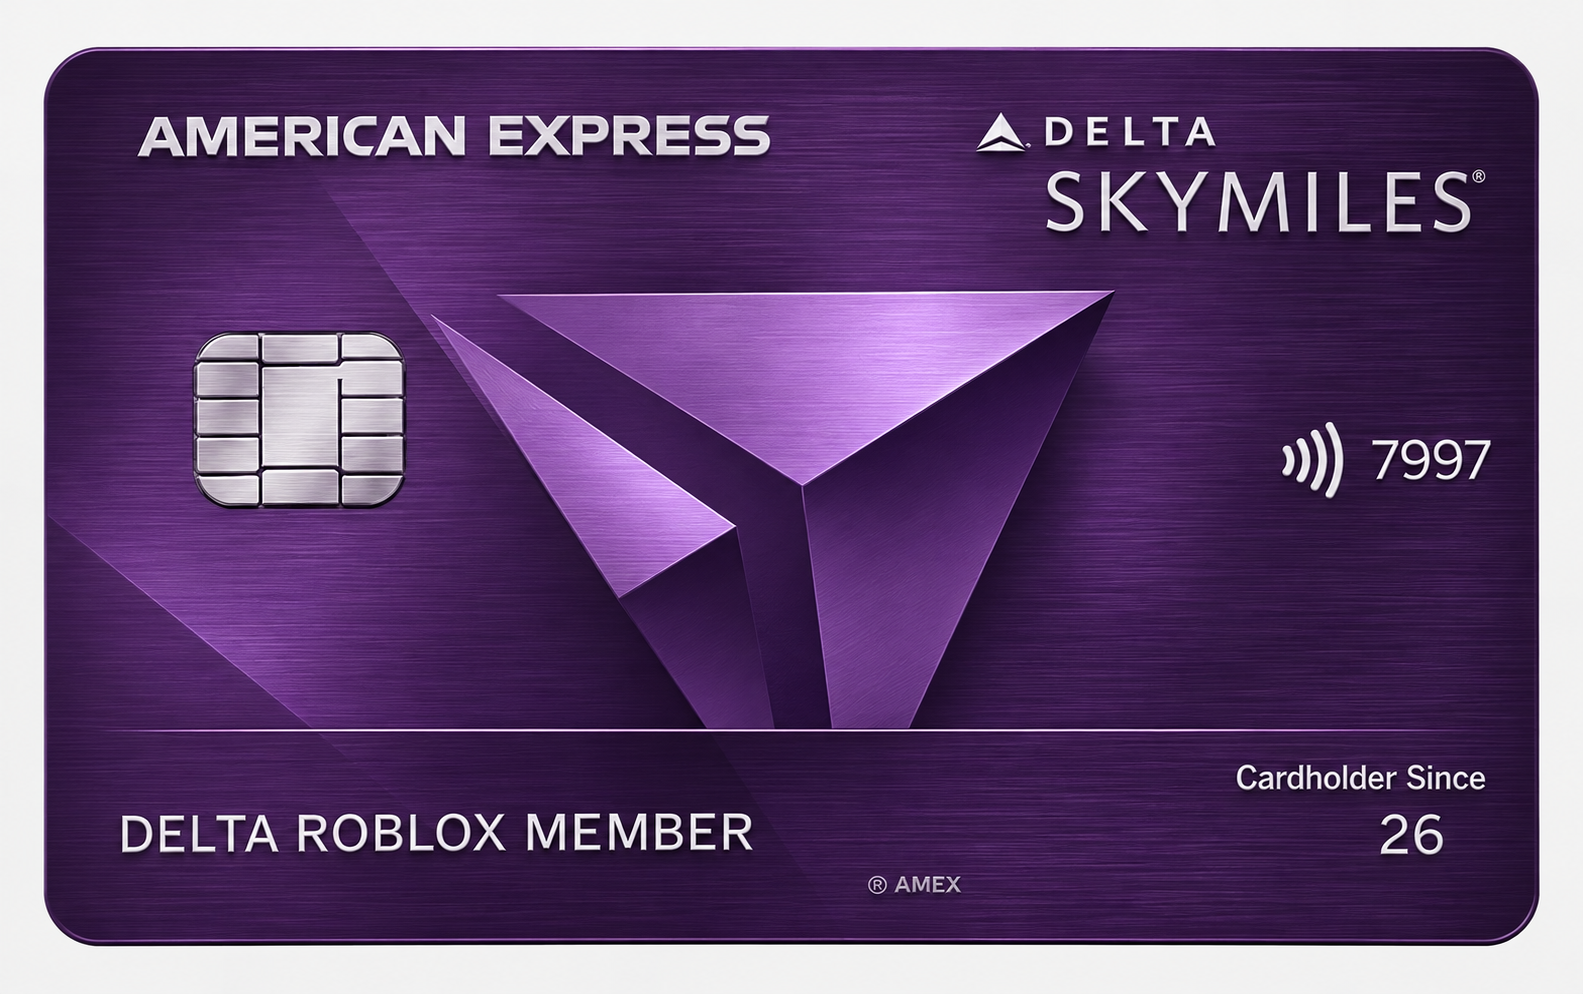 AMERICAN EXPRESS
DELTA
SKYMILES®
7997
Cardholder Since
26
DELTA ROBLOX MEMBER
® AMEX